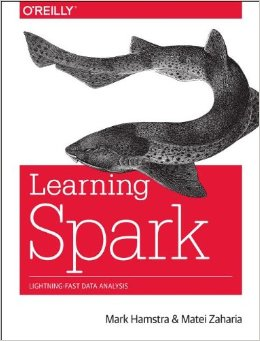 O'REILLY®
Learning
Spark
LIGHTNING-FAST DATA ANALYSIS
Mark Hamstra & Matei Zaharia